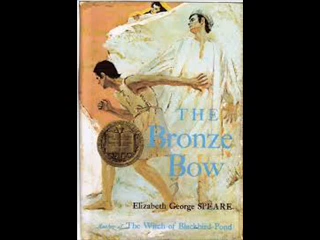 THE
Bronze
Bow
Elizabeth George SPEARE
The Witch of Blackbird Pond